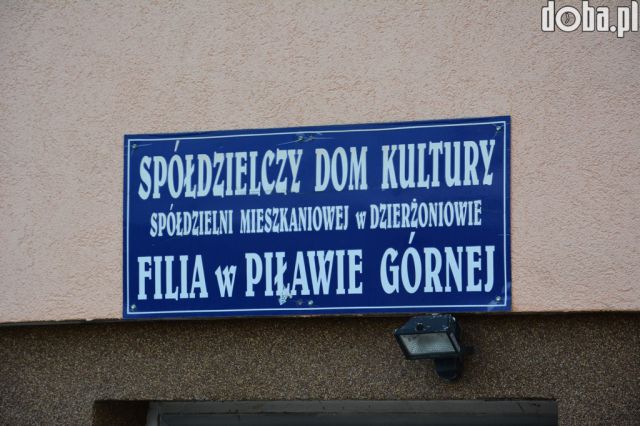 doba.pl
SPÓŁDZIELCZY DOM KULTURY
SPÓŁDZIELNI MIESZKANIOWEJ w DZIERŻONIOWIE
FILIA w PIŁAWIE GÓRNEJ